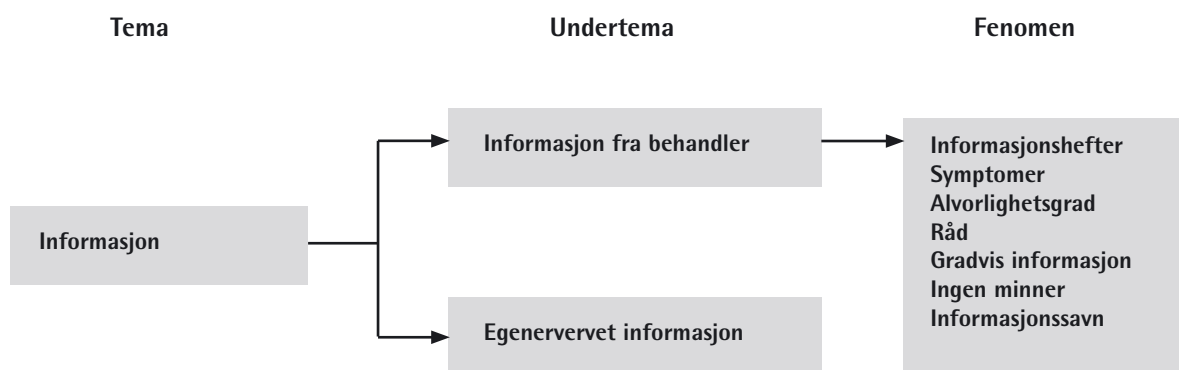 Tema
Undertema
Fenomen
Informasjon
Informasjon fra behandler
Egenervervet informasjon
Informasjonshefter
Symptomer
Alvorlighetsgrad
Råd
Gradvis informasjon
Ingen minner
Informasjonssavn